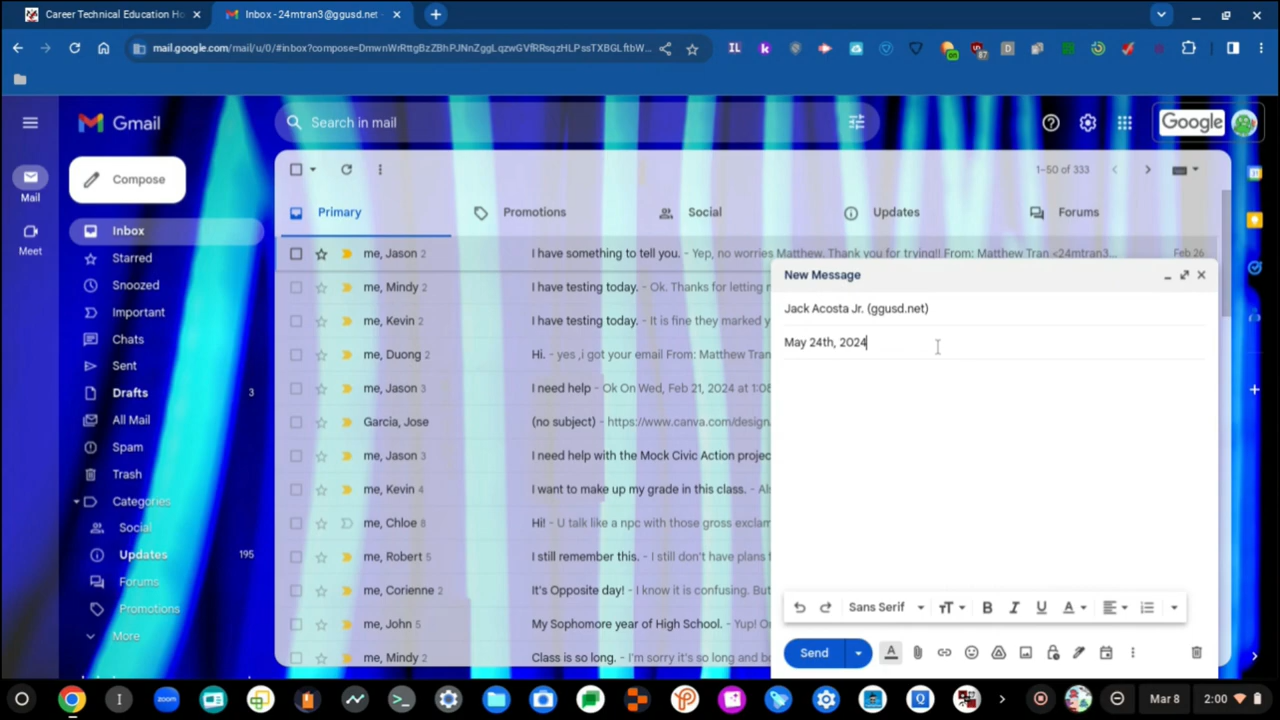 Career Technical Education Ho
Inbox - 24mtran3@ggusd.net -
mail.google.com/mail/u/0/#inbox?compose=DmwnWrRttgBzZBhPJNnZggLqzwGVfRRsqzHLPssTXBGLftbW...
Gmail
Search in mail
Google
Mail
Meet
Compose
1–50 of 333
Inbox
Starred
Snoozed
Important
Chats
Sent
Drafts 3
All Mail
Spam
Trash
Categories
Social
Updates 195
Forums
Promotions
More
Primary
Promotions
Social
Updates
Forums
me, Jason 2 I have something to tell you. - Yep, no worries Matthew. Thank you for trying!! From: Matthew Tran <24mtran3... Feb 26
me, Mindy 2 I have testing today. - Ok. Thanks for letting
me, Kevin 2 I have testing today. - It is fine they marked y
me, Duong 2 Hi. - yes ,i got your email From: Matthew Tran
me, Jason 3 I need help - Ok On Wed, Feb 21, 2024 at 1:08
Garcia, Jose (no subject) - https://www.canva.com/design
me, Jason 3 I need help with the Mock Civic Action projec
me, Kevin 4 I want to make up my grade in this class. - Al
me, Chloe 8 Hi! - U talk like a npc with those gross exclam
me, Robert 5 I still remember this. - I still don't have plans f
me, Corienne 2 It's Opposite day! - I know it is confusing. But
me, John 5 My Sophomore year of High School. - Yup! O
me, Mindy 2 Class is so long. - I'm sorry it's so long and b
New Message
Jack Acosta Jr. (ggusd.net)
May 24th, 2024
Sans Serif
Send
zoom
Mar 8 2:00